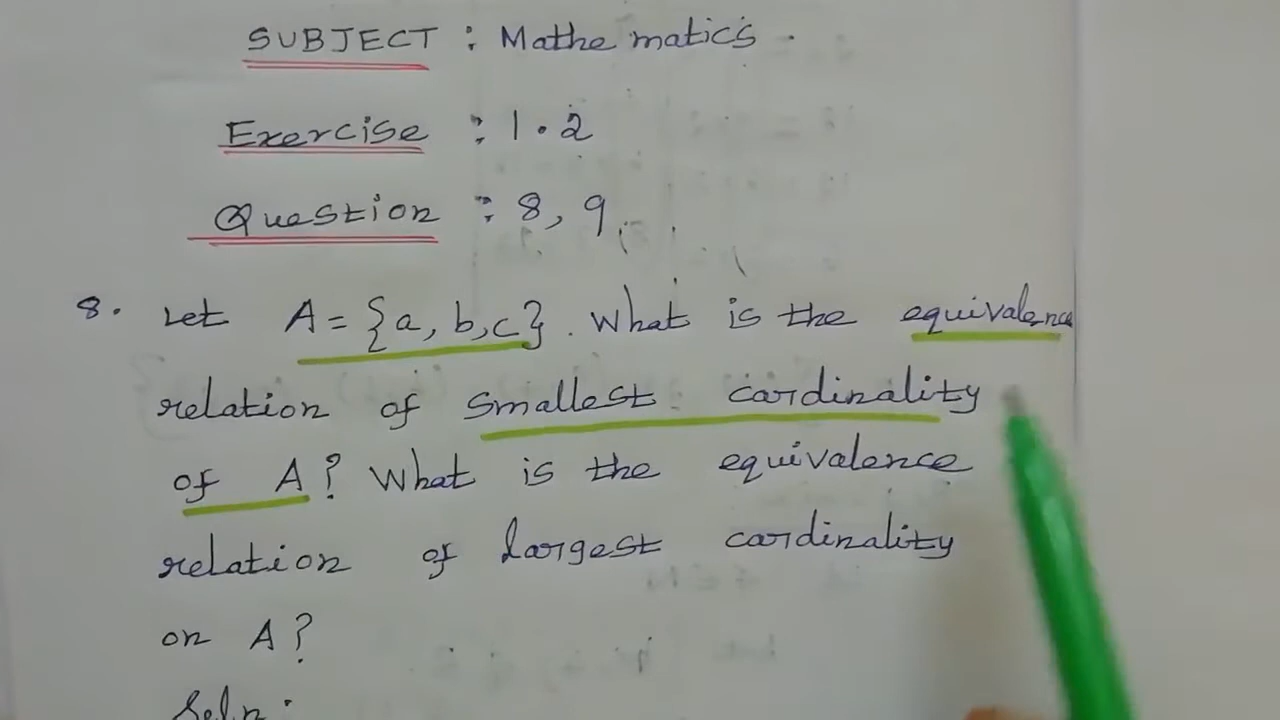 SUBJECT : Mathematics.
Exercise : 1.2
Question : 8, 9.
8. Let A = {a, b, c}. What is the equivalence
relation of smallest cardinality
of A? What is the equivalence
relation of largest cardinality
on A?
Soln: